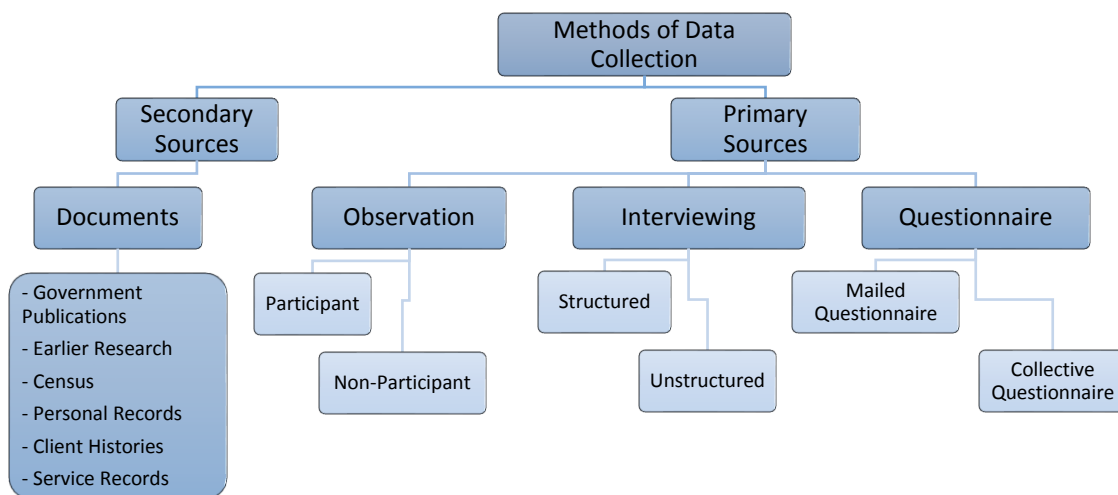 Methods of Data
Collection
Secondary
Sources
Primary
Sources
Documents
Observation
Interviewing
Questionnaire
- Government
Publications
- Earlier Research
- Census
- Personal Records
- Client Histories
- Service Records
Participant
Non-Participant
Structured
Unstructured
Mailed
Questionnaire
Collective
Questionnaire